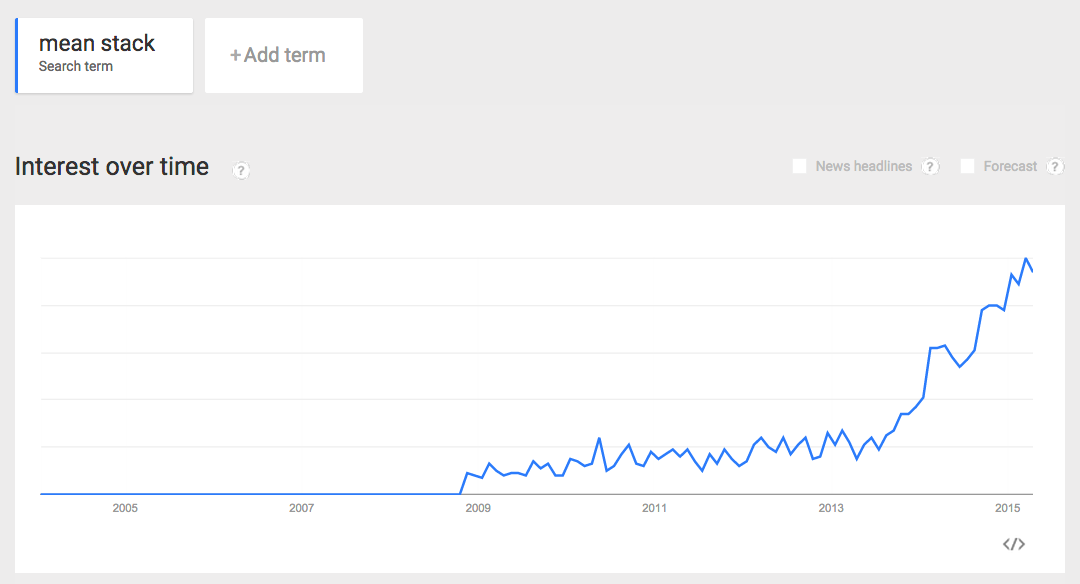 mean stack
Search term
+Add term
Interest over time
?
News headlines
?
Forecast
?
2005
2007
2009
2011
2013
2015
</>